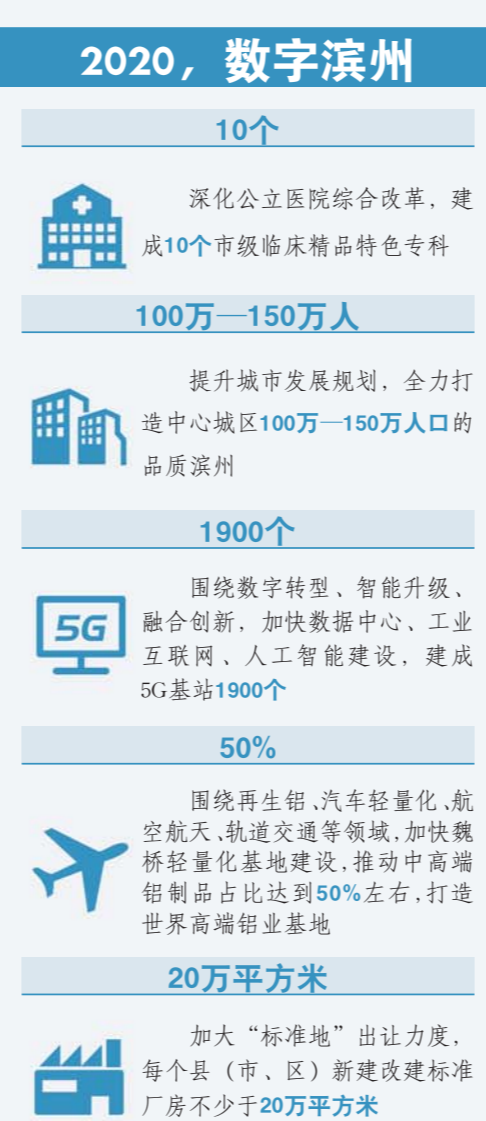 2020，数字滨州
10个
深化公立医院综合改革，建
成10个市级临床精品特色专科
100万—150万人
提升城市发展规划，全力打
造中心城区100万—150万人口的
品质滨州
1900个
5G
围绕数字转型、智能升级、
融合创新，加快数据中心、工业
互联网、人工智能建设，建成
5G基站1900个
50%
围绕再生铝、汽车轻量化、航
空航天、轨道交通等领域，加快魏
桥轻量化基地建设，推动中高端
铝制品占比达到50%左右，打造
世界高端铝业基地
20万平方米
加大“标准地”出让力度，
每个县（市、区）新建改建标准
厂房不少于20万平方米